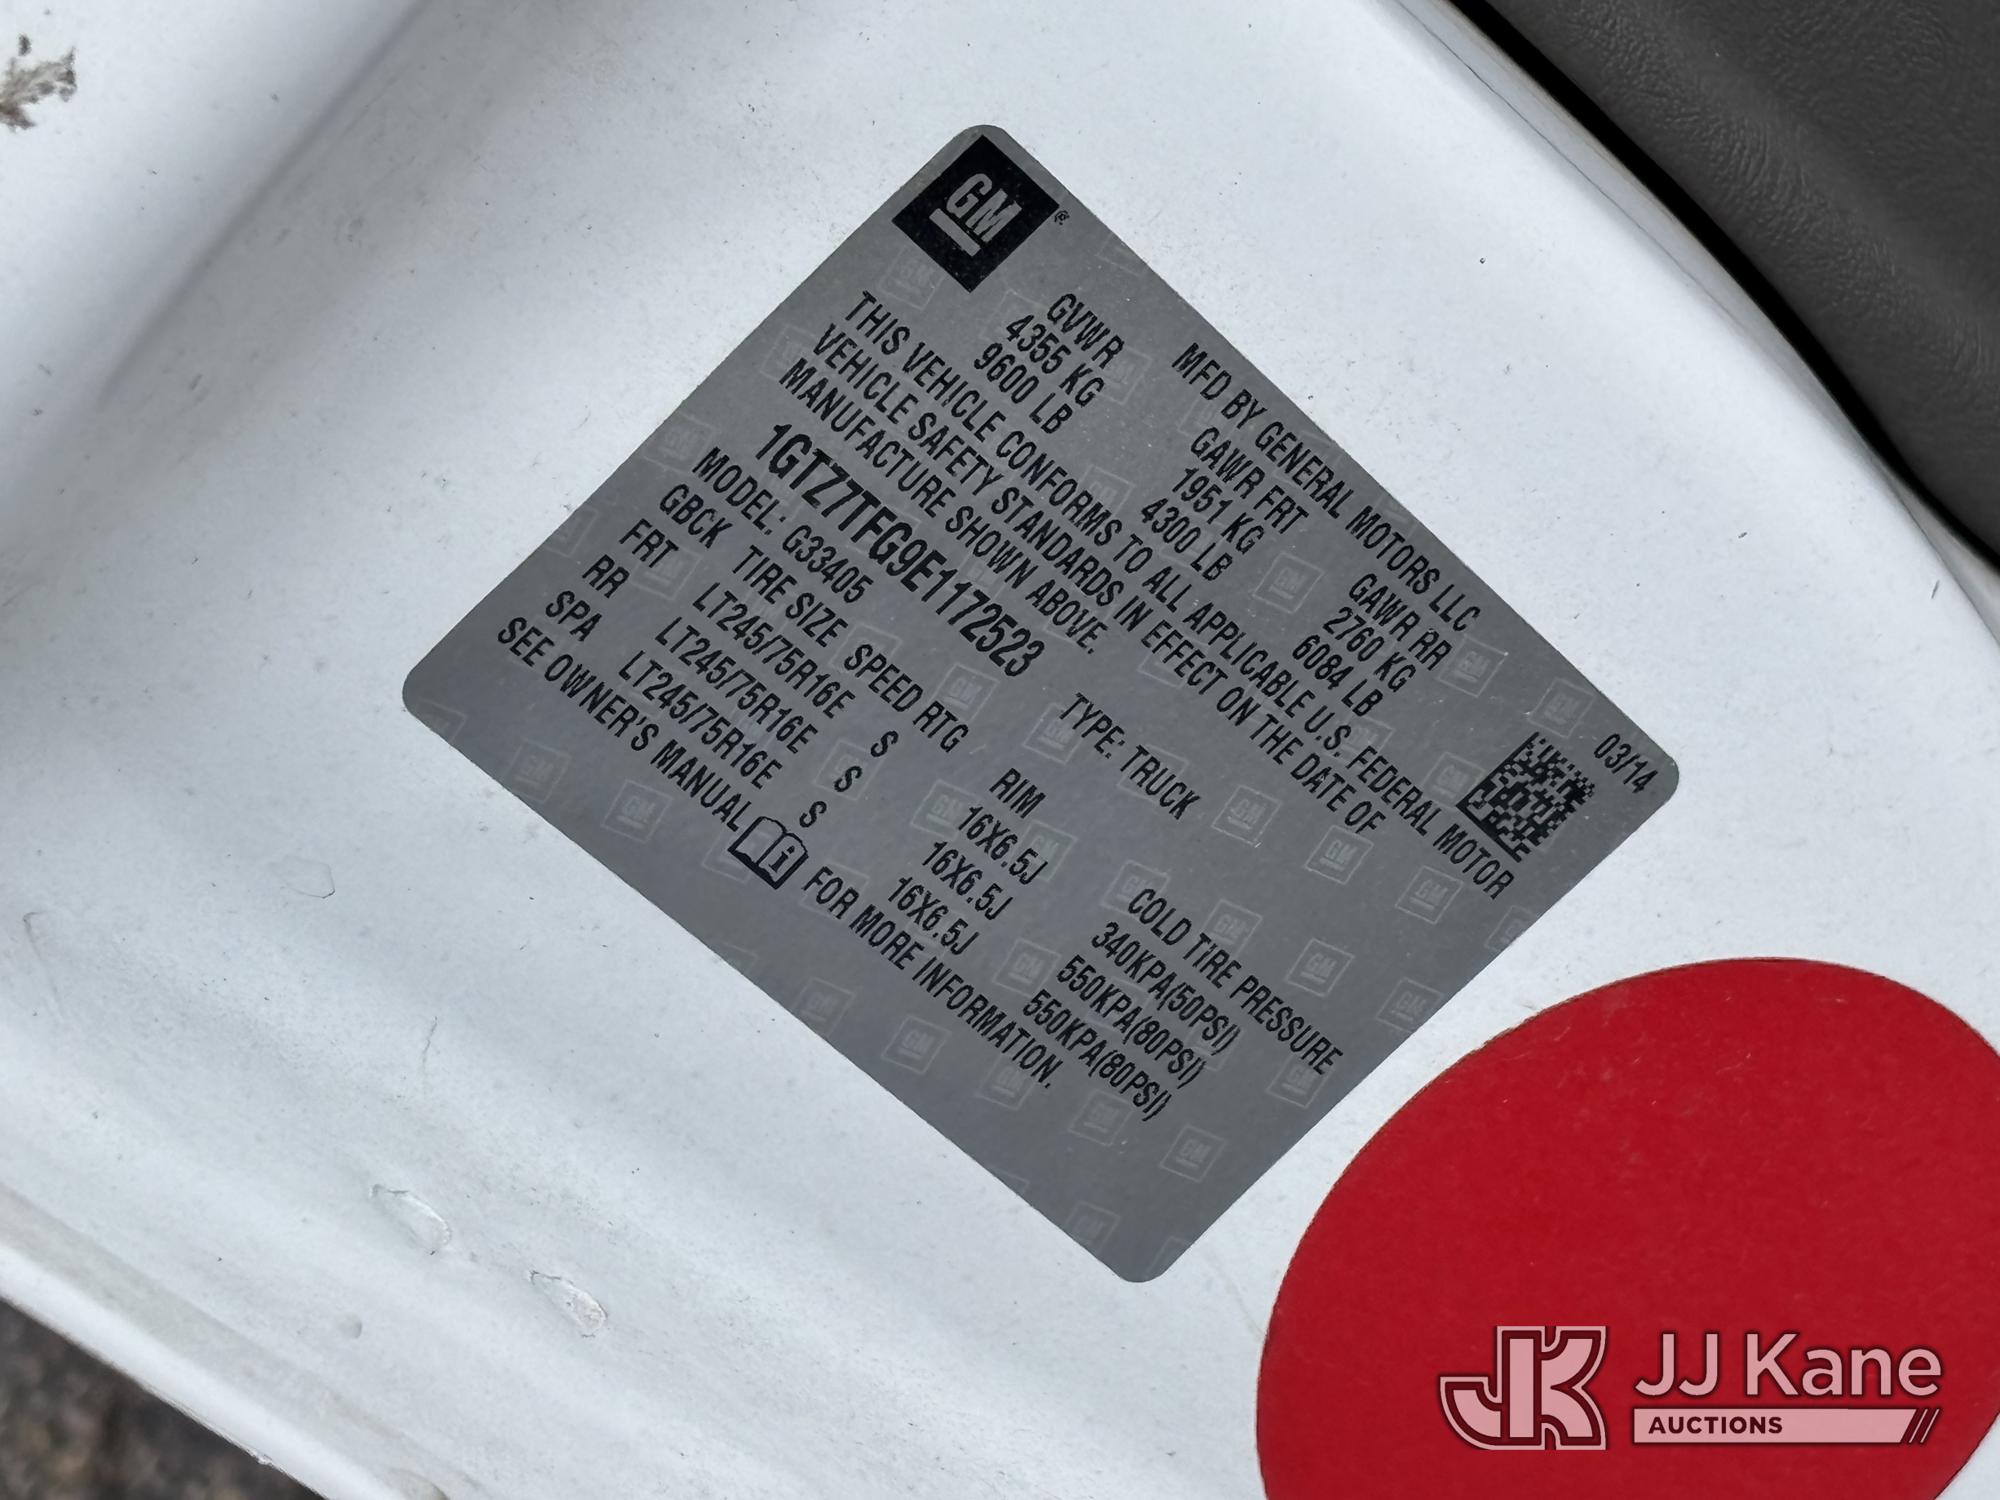 GM
MFD BY GENERAL MOTORS LLC 03/14
GVWR GAWR FRT GAWR RR
4355 KG 1951 KG 2760 KG
9600 LB 4300 LB 6084 LB
THIS VEHICLE CONFORMS TO ALL APPLICABLE U.S. FEDERAL MOTOR
VEHICLE SAFETY STANDARDS IN EFFECT ON THE DATE OF
MANUFACTURE SHOWN ABOVE.
1GTZ7TFG9E1172523 TYPE: TRUCK
MODEL: G33405
GBCK TIRE SIZE SPEED RTG RIM COLD TIRE PRESSURE
FRT LT245/75R16E S 16X6.5J 340KPA(50PSI)
RR LT245/75R16E S 16X6.5J 550KPA(80PSI)
SPA LT245/75R16E S 16X6.5J 550KPA(80PSI)
SEE OWNER'S MANUAL i FOR MORE INFORMATION.
JK JJ Kane
AUCTIONS